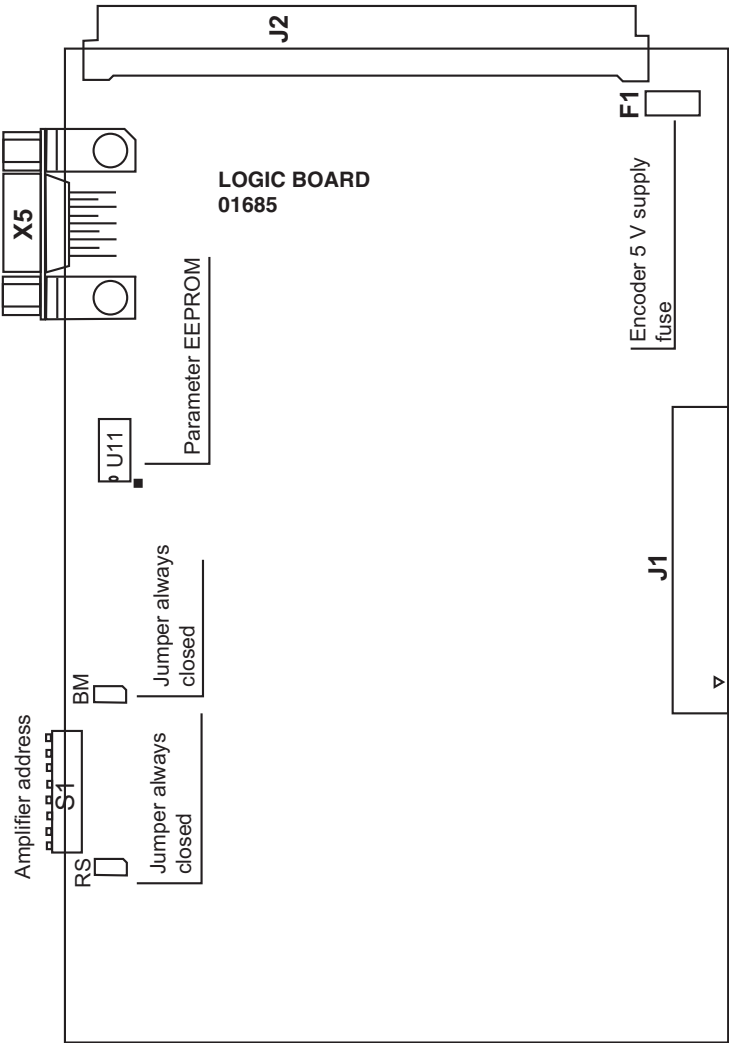 J2
F1
X5
LOGIC BOARD
01685
Encoder 5 V supply
fuse
Parameter EEPROM
U11
J1
Jumper always
closed
BM
Amplifier address
S1
Jumper always
closed
RS